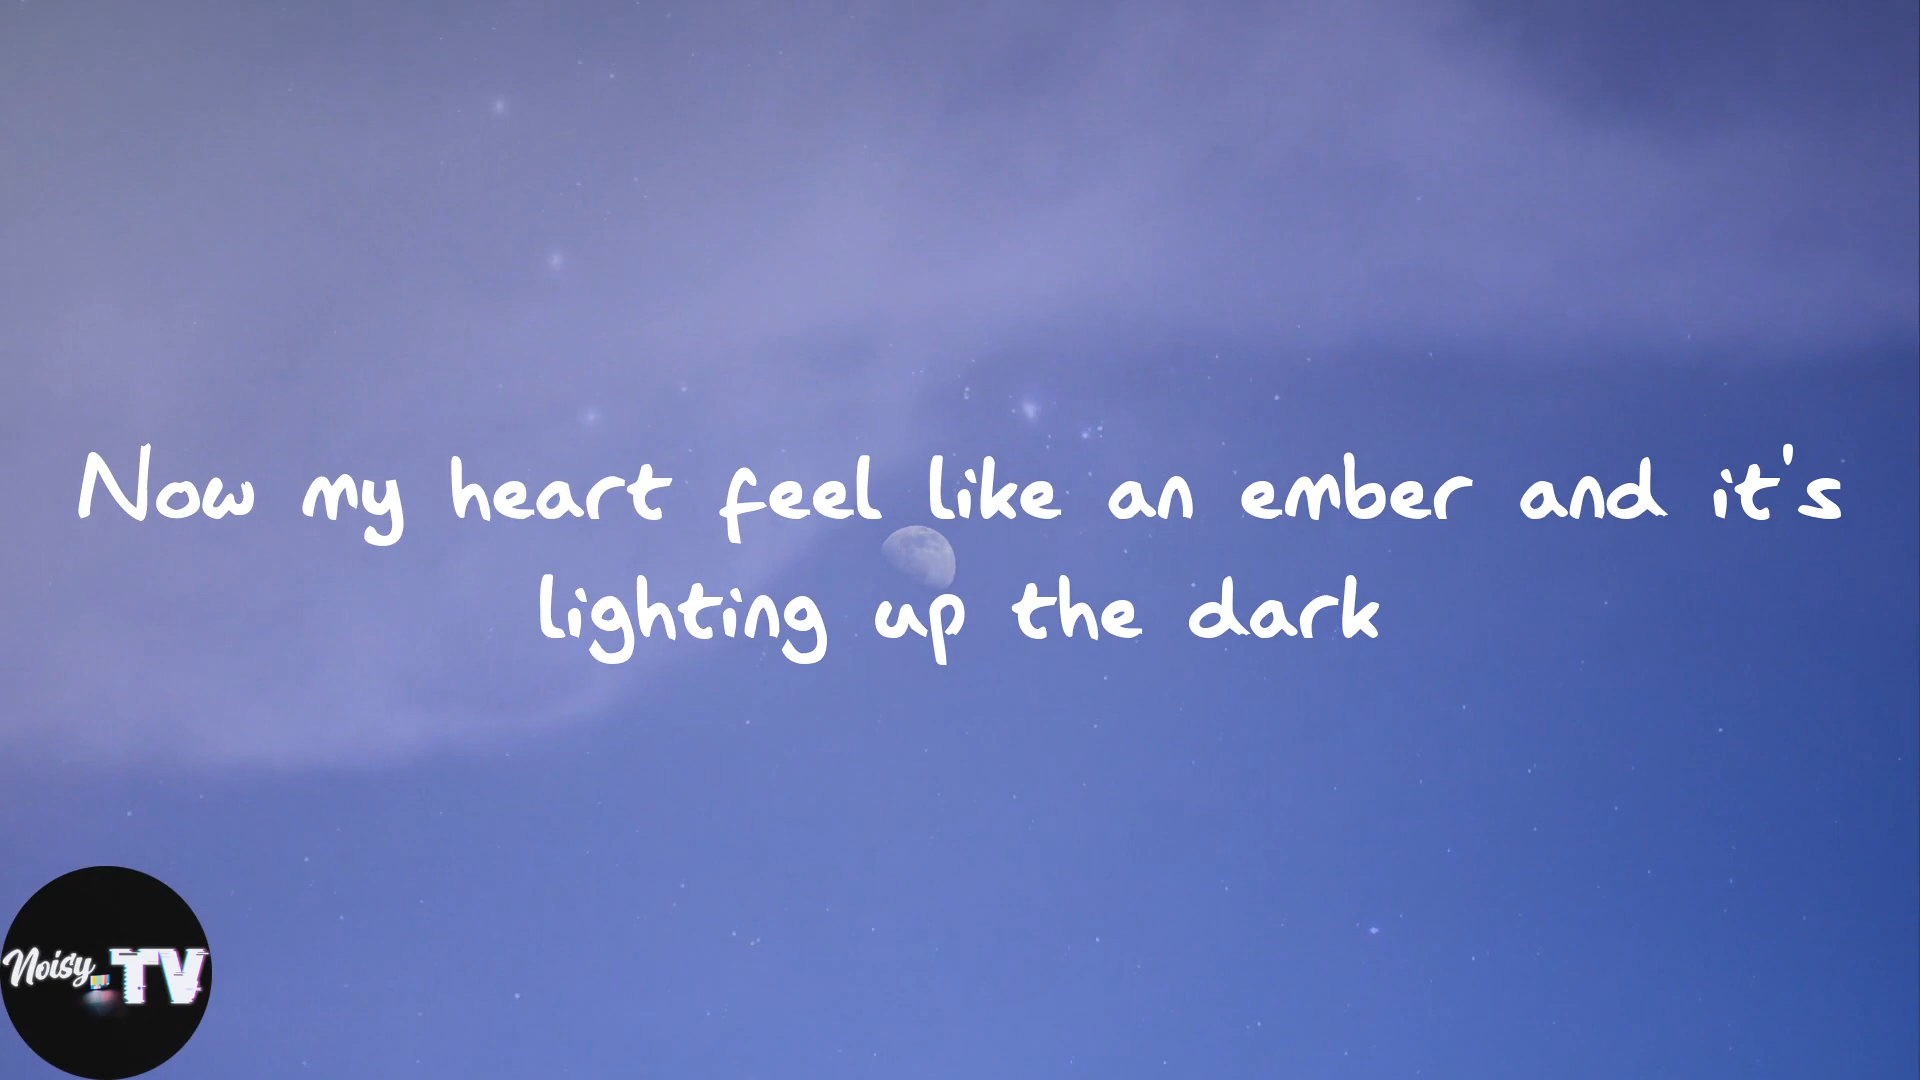 Now my heart feel like an ember and it's
lighting up the dark
Noisy TV